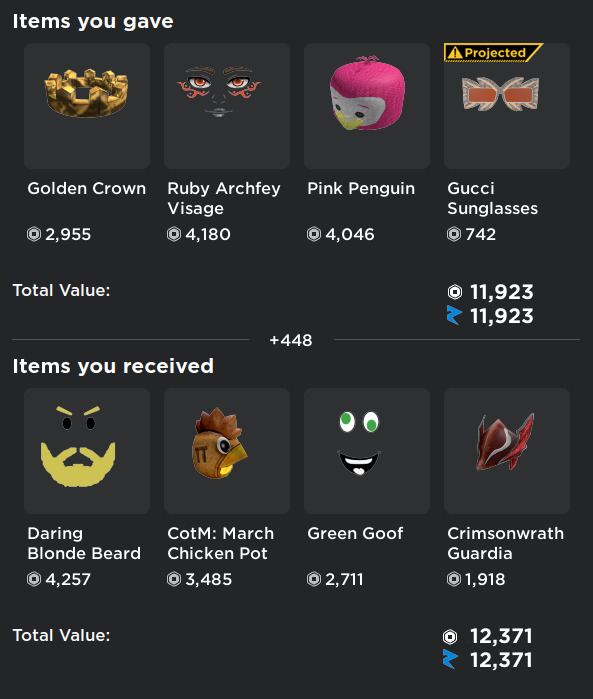 Items you gave
Projected
Golden Crown
Ruby Archfey
Visage
Pink Penguin
Gucci
Sunglasses
2,955
4,180
4,046
742
Total Value:
11,923
11,923
+448
Items you received
Daring
Blonde Beard
CotM: March
Chicken Pot
Green Goof
Crimsonwrath
Guardia
4,257
3,485
2,711
1,918
Total Value:
12,371
12,371